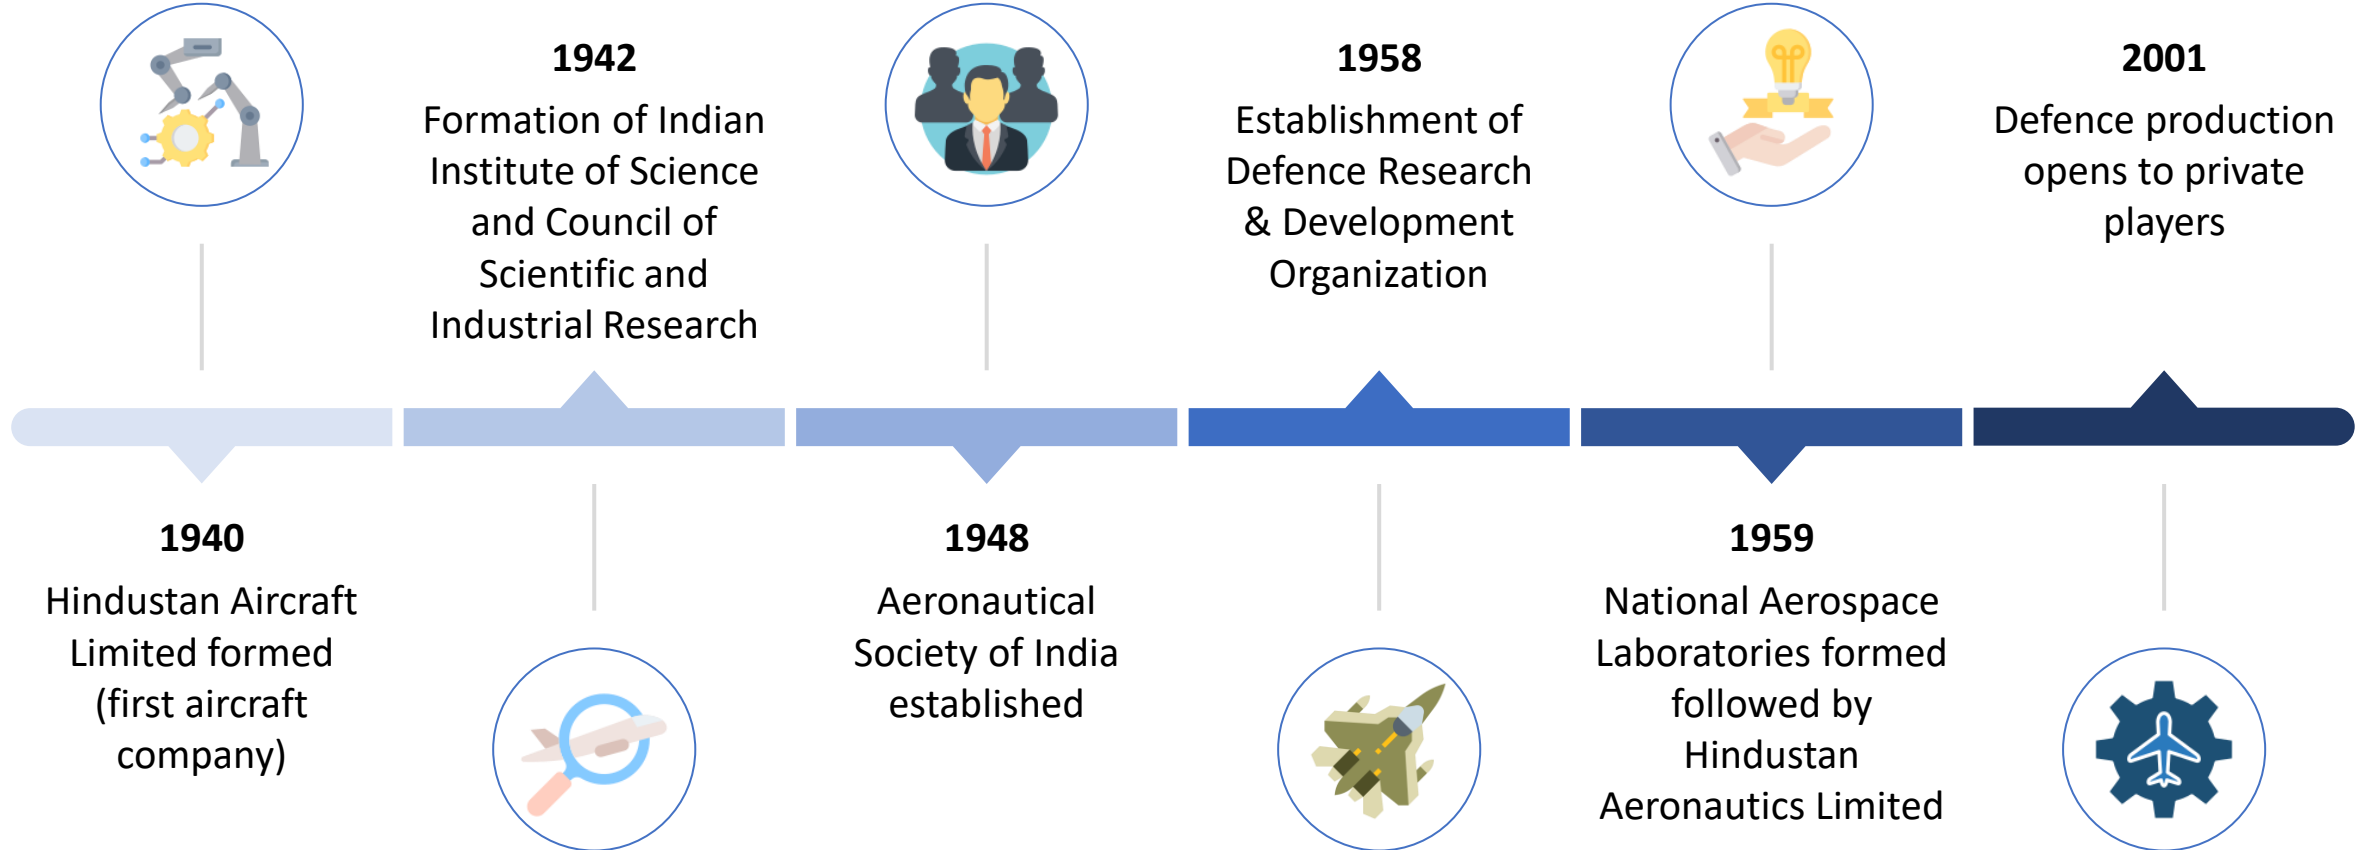 1940
Hindustan Aircraft
Limited formed
(first aircraft
company)
1942
Formation of Indian
Institute of Science
and Council of
Scientific and
Industrial Research
1948
Aeronautical
Society of India
established
1958
Establishment of
Defence Research
& Development
Organization
1959
National Aerospace
Laboratories formed
followed by
Hindustan
Aeronautics Limited
2001
Defence production
opens to private
players